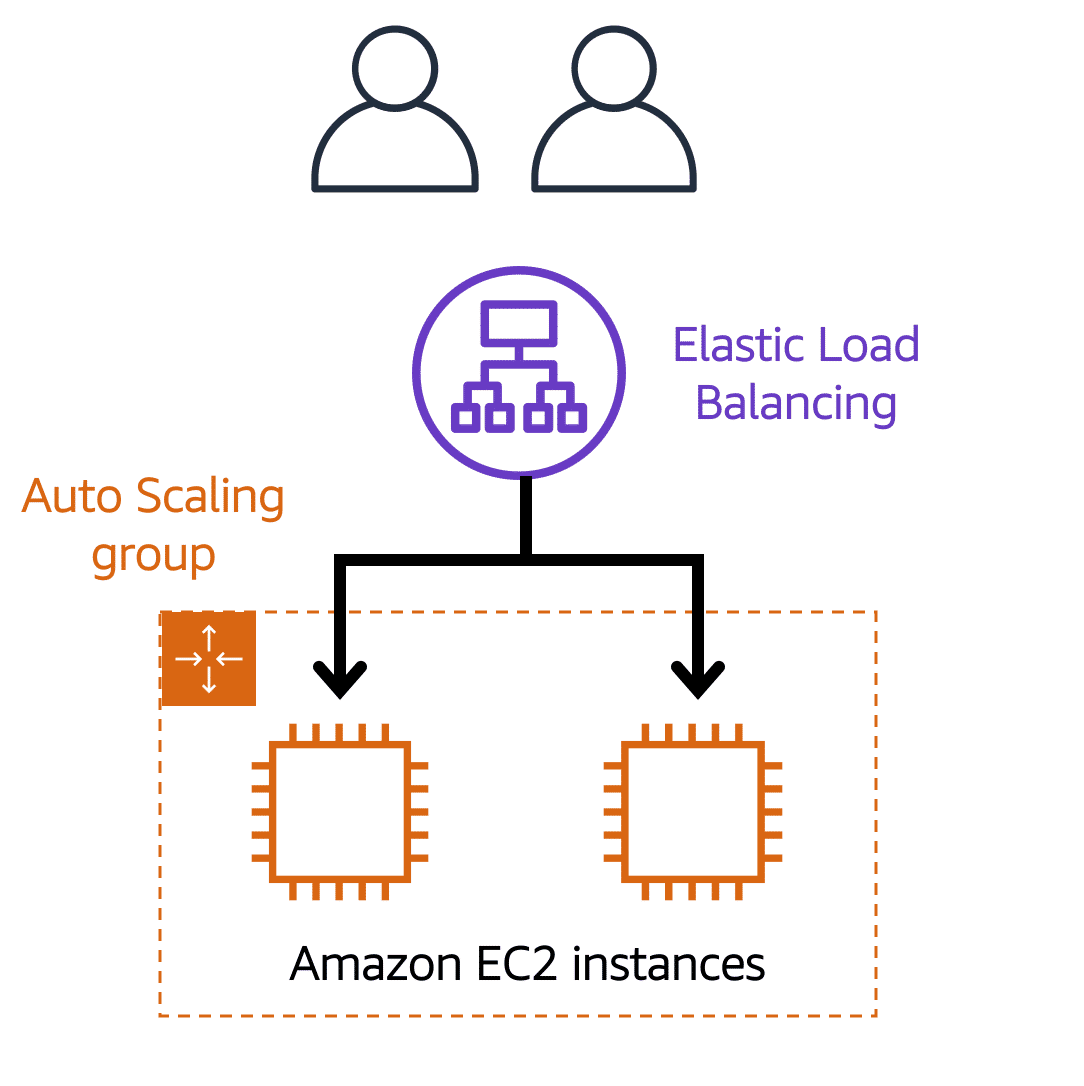 Elastic Load
Balancing
Auto Scaling
group
Amazon EC2 instances